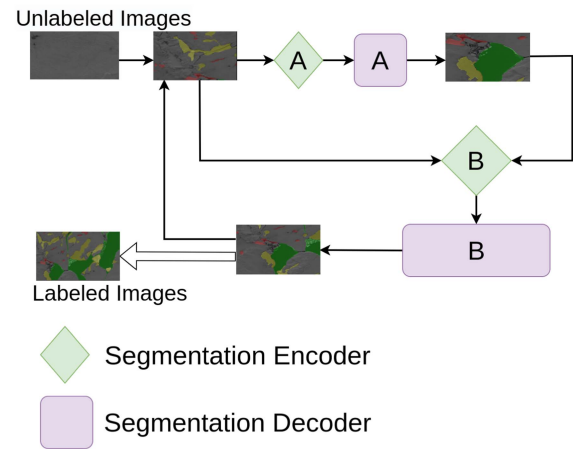 Unlabeled Images
A
A
B
B
Labeled Images
Segmentation Encoder
Segmentation Decoder